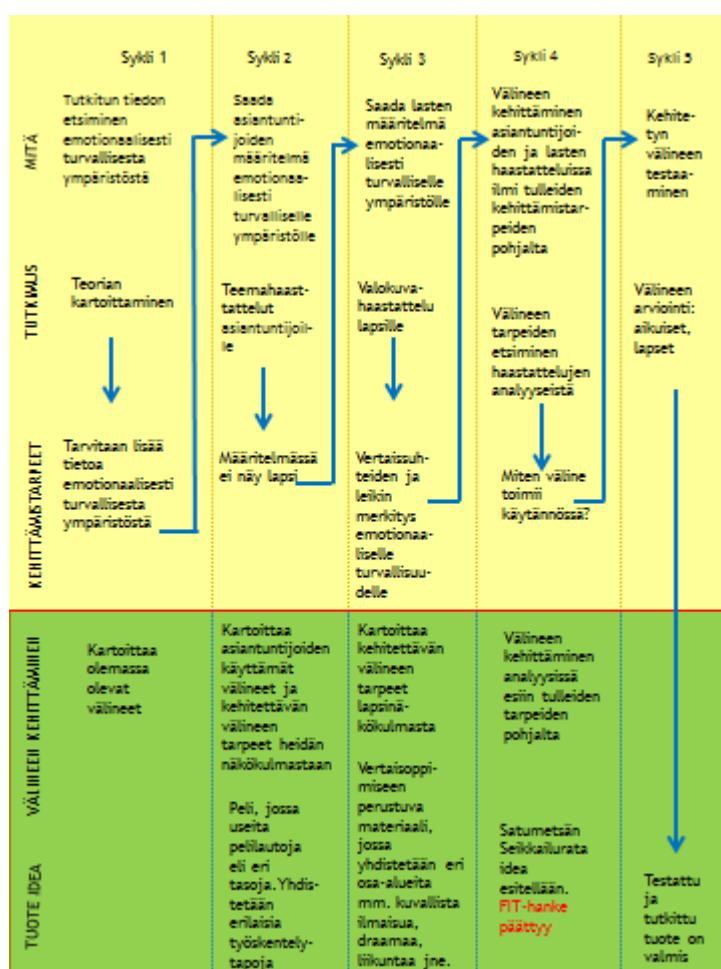 Sykli 1
Sykli 2
Sykli 3
Sykli 4
Sykli 5
MITÄ
Tutkitun tiedon
etsiminen
emotionaalisesti
turvallisesta
ympäristöstä
Saada
asiantunti-
joiden
määritelmä
emotionaa-
lisesti
turvalliselle
ympäristölle
Saada lasten
määritelmä
emotionaa-
lisesti
turvalliselle
ympäristölle
Välineen
kehittäminen
asiantuntijoi-
den ja lasten
haastatteluissa
ilmi tulleiden
kehittämistar-
peiden
pohjalta
Kehite-
tyn
välineen
testaa-
minen
TUTKIMUS
Teorian
kartoittaminen
Teemahaast-
tattelut
asiantuntijoil-
le
Valokuva-
haastattelu
lapsille
Välineen
tarpeiden
etsiminen
haastattelujen
analyyseistä
Välineen
arviointi:
aikuiset,
lapset
KEHITTÄMISTARPEET
Tarvitaan lisää
tietoa
emotionaalisesti
turvallisesta
ympäristöstä
Määritelmässä
ei näy lapsi
Vertaissuh-
teiden ja
leikin
merkitys
emotionaa-
liselle
turvallisuu-
delle
Miten väline
toimii
käytännössä?
VÄLINEEN KEHITTÄMINEN
Kartoittaa
olemassa
olevat
välineet
Kartoittaa
asiantuntijoiden
käyttämät
välineet ja
kehitettävän
välineen
tarpeet heidän
näkökulmastaan
Kartoittaa
kehitettävän
välineen
tarpeet
lapsinä-
kökulmasta
Välineen
kehittäminen
analyysissä
esiin tulleiden
tarpeiden
pohjalta
TUOTE IDEA
Peli, jossa
useita
pelilautoja
eli eri
tasoja.Yhdis-
tetään
erilaisia
työskentely-
tapoja
Vertaisoppi-
miseen
perustuva
materiaali,
jossa
yhdistetään eri
osa-alueita
mm. kuvallista
ilmaisua,
draamaa,
liikuntaa jne.
Satumetsän
Seikkailurata
idea
esitellään.
FIT-hanke
päättyy
Testattu
ja
tutkittu
tuote on
valmis